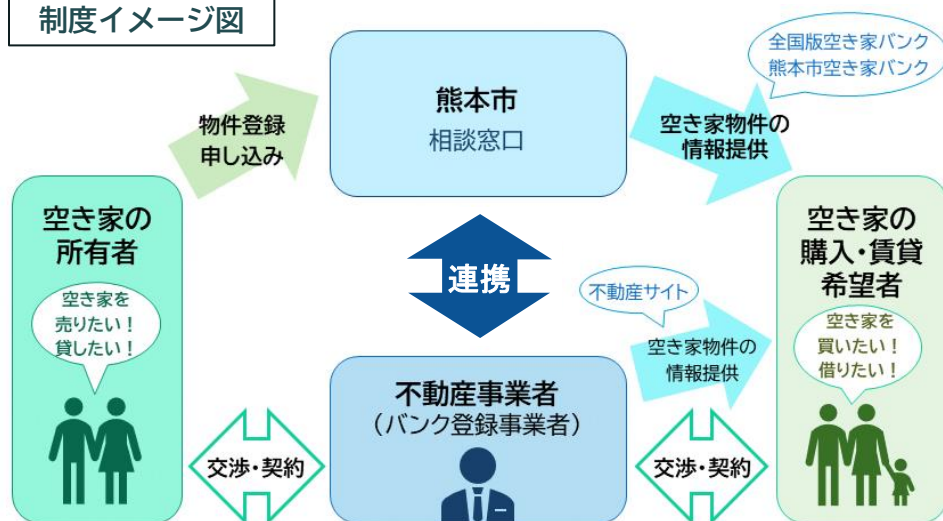 制度イメージ図
全国版空き家バンク
熊本市空き家バンク
熊本市
相談窓口
物件登録
申し込み
空き家物件の
情報提供
空き家の
所有者
空き家を
売りたい！
貸したい！
連携
空き家の
購入・賃貸
希望者
空き家を
買いたい！
借りたい！
不動産サイト
空き家物件の
情報提供
不動産事業者
（バンク登録事業者）
交渉・契約
交渉・契約